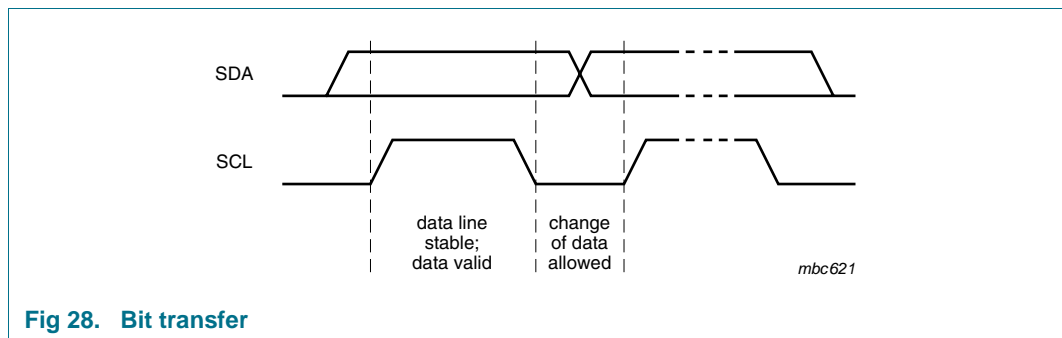 SDA
SCL
data line
stable;
data valid
change
of data
allowed
mbc621
Fig 28. Bit transfer